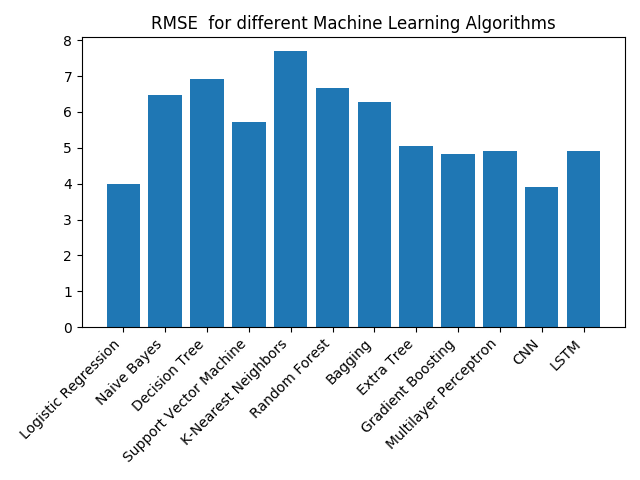 RMSE  for different Machine Learning Algorithms
8
7
6
5
4
3
2
1
0
Logistic Regression
Naive Bayes
Decision Tree
Support Vector Machine
K-Nearest Neighbors
Random Forest
Bagging
Extra Tree
Gradient Boosting
Multilayer Perceptron
CNN
LSTM